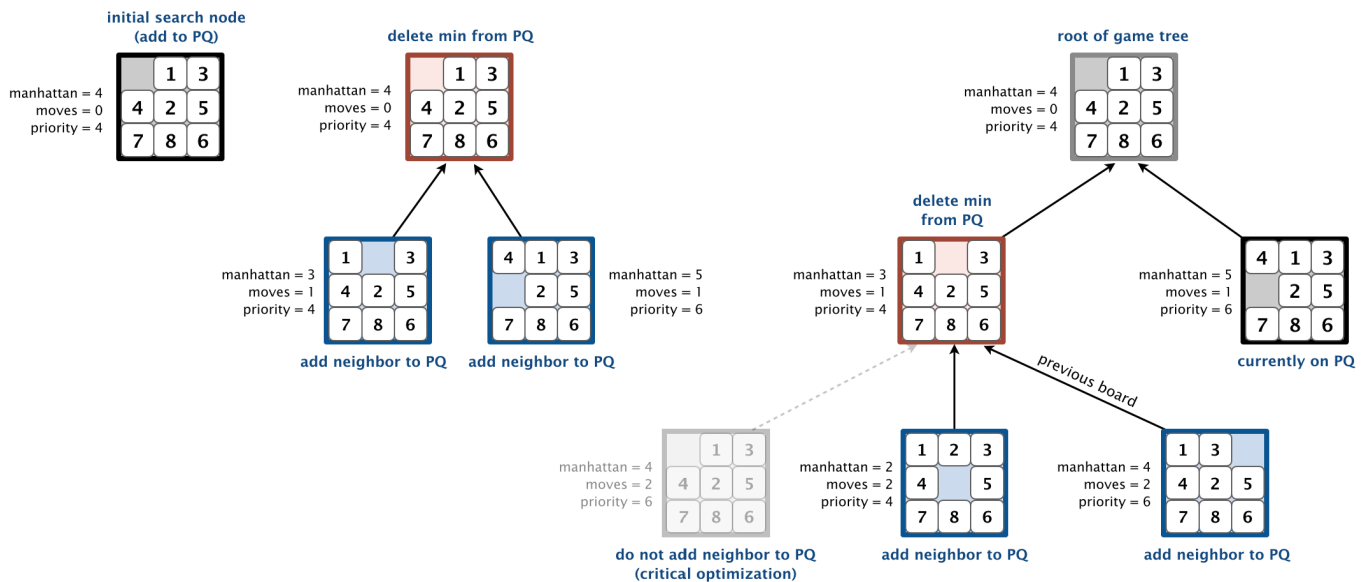 initial search node
(add to PQ)
manhattan = 4
moves = 0
priority = 4
1 3
4 2 5
7 8 6
delete min from PQ
manhattan = 4
moves = 0
priority = 4
1 3
4 2 5
7 8 6
manhattan = 3
moves = 1
priority = 4
1 3
4 2 5
7 8 6
add neighbor to PQ
4 1 3
2 5
7 8 6
manhattan = 5
moves = 1
priority = 6
add neighbor to PQ
root of game tree
manhattan = 4
moves = 0
priority = 4
1 3
4 2 5
7 8 6
delete min
from PQ
manhattan = 3
moves = 1
priority = 4
1 3
4 2 5
7 8 6
manhattan = 5
moves = 1
priority = 6
4 1 3
2 5
7 8 6
currently on PQ
previous board
manhattan = 4
moves = 2
priority = 6
1 3
4 2 5
7 8 6
do not add neighbor to PQ
(critical optimization)
manhattan = 2
moves = 2
priority = 4
1 2 3
4 5
7 8 6
add neighbor to PQ
manhattan = 4
moves = 2
priority = 6
1 3
4 2 5
7 8 6
add neighbor to PQ